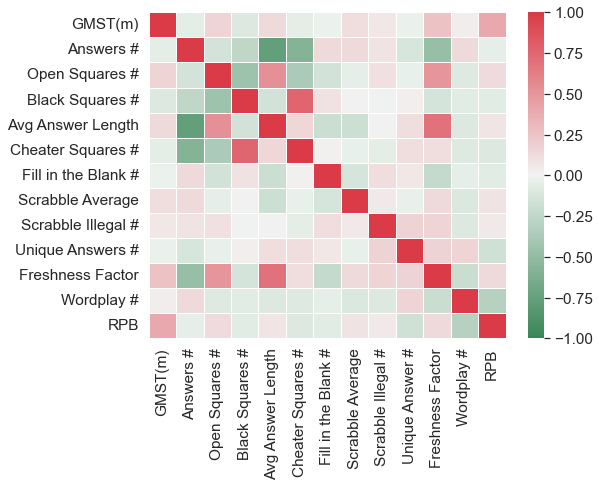 GMST(m)
Answers #
Open Squares #
Black Squares #
Avg Answer Length
Cheater Squares #
Fill in the Blank #
Scrabble Average
Scrabble Illegal #
Unique Answers #
Freshness Factor
Wordplay #
RPB
GMST(m)
Answers #
Open Squares #
Black Squares #
Avg Answer Length
Cheater Squares #
Fill in the Blank #
Scrabble Average
Scrabble Illegal #
Unique Answer #
Freshness Factor
Wordplay #
RPB
1.00
0.75
0.50
0.25
0.00
−0.25
−0.50
−0.75
−1.00